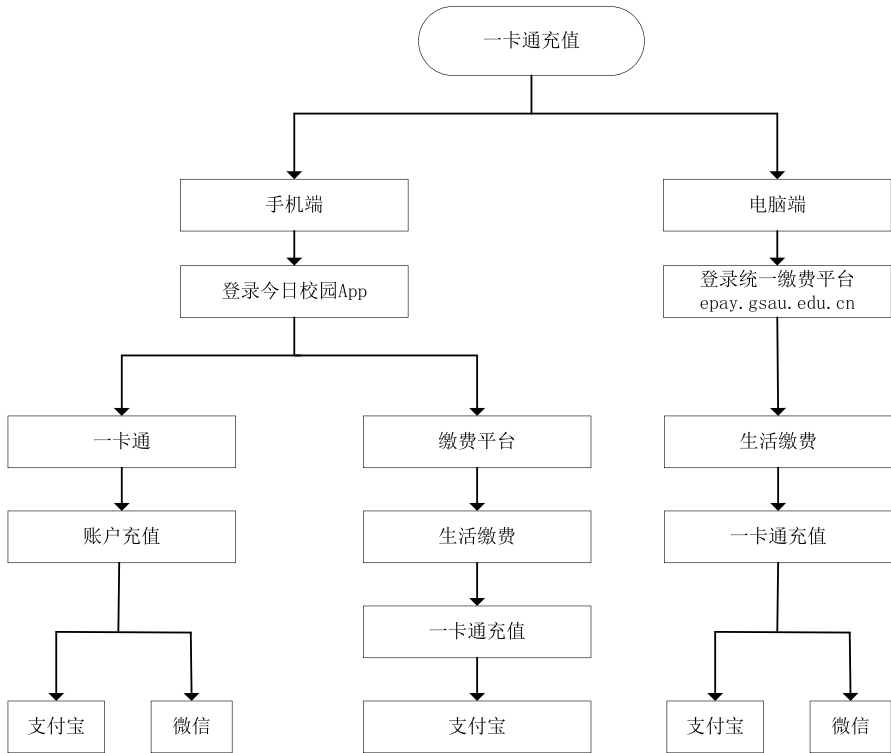 一卡通充值
手机端
电脑端
登录今日校园App
登录统一缴费平台
epay.gsau.edu.cn
一卡通
缴费平台
生活缴费
账户充值
生活缴费
一卡通充值
一卡通充值
支付宝
微信
支付宝
支付宝
微信